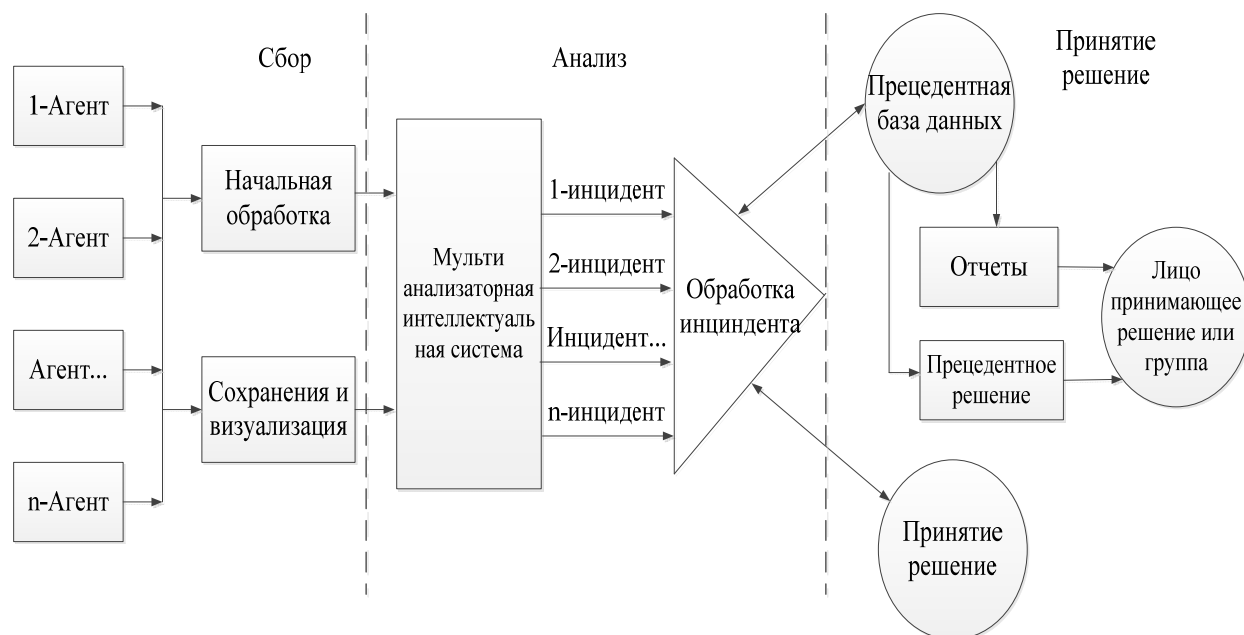 Сбор
Анализ
Принятие
решение
1-Агент
2-Агент
Агент...
n-Агент
Начальная
обработка
Сохранения и
визуализация
Мульти
анализаторная
интеллектуаль
ная система
1-инцидент
2-инцидент
Инцидент...
n-инцидент
Обработка
инциндента
Прецедентная
база данных
Отчеты
Прецедентное
решение
Лицо
принимающее
решение или
группа
Принятие
решение